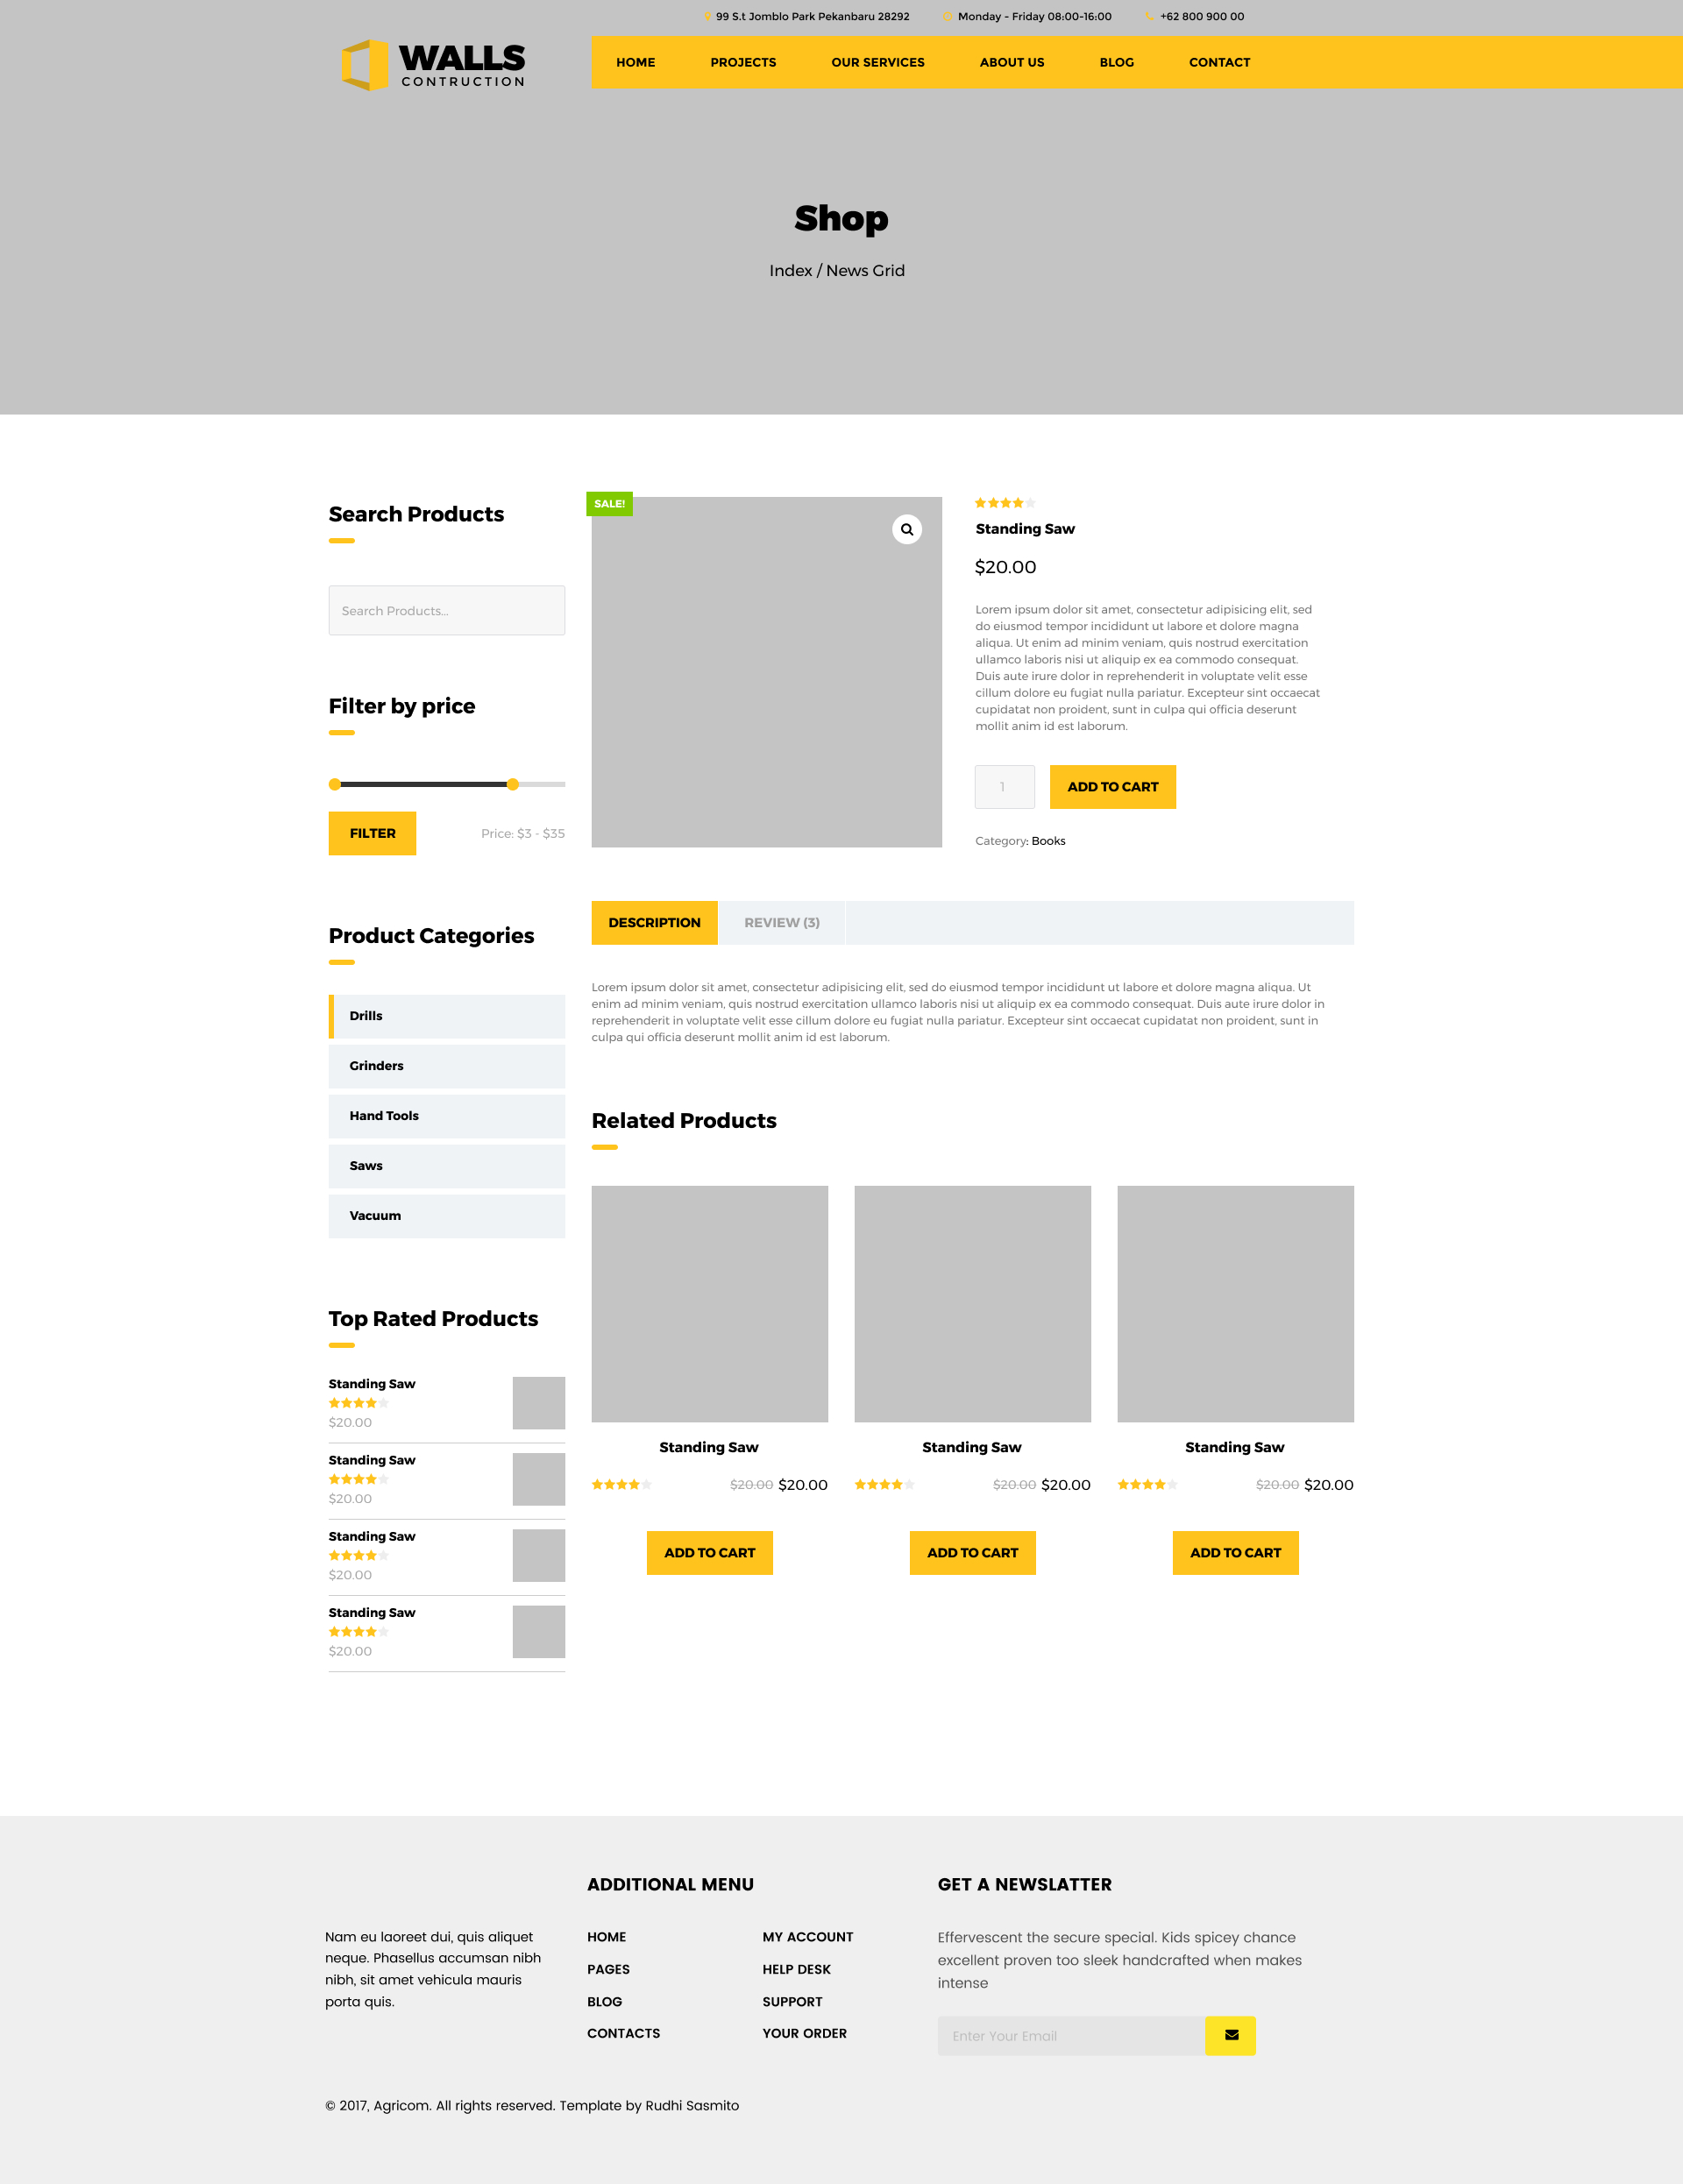 99 S.t Jomblo Park Pekanbaru 28292
Monday - Friday 08:00-16:00
+62 800 900 00
WALLS
CONTRUCTION
HOME
PROJECTS
OUR SERVICES
ABOUT US
BLOG
CONTACT
Shop
Index / News Grid
Search Products
Search Products...
Filter by price
FILTER
Price: $3 - $35
Product Categories
Drills
Grinders
Hand Tools
Saws
Vacuum
Top Rated Products
Standing Saw
$20.00
Standing Saw
$20.00
Standing Saw
$20.00
Standing Saw
$20.00
SALE!
Standing Saw
$20.00
Lorem ipsum dolor sit amet, consectetur adipisicing elit, sed
do eiusmod tempor incididunt ut labore et dolore magna
aliqua. Ut enim ad minim veniam, quis nostrud exercitation
ullamco laboris nisi ut aliquip ex ea commodo consequat.
Duis aute irure dolor in reprehenderit in voluptate velit esse
cillum dolore eu fugiat nulla pariatur. Excepteur sint occaecat
cupidatat non proident, sunt in culpa qui officia deserunt
mollit anim id est laborum.
1
ADD TO CART
Category: Books
DESCRIPTION
REVIEW (3)
Lorem ipsum dolor sit amet, consectetur adipisicing elit, sed do eiusmod tempor incididunt ut labore et dolore magna aliqua. Ut
enim ad minim veniam, quis nostrud exercitation ullamco laboris nisi ut aliquip ex ea commodo consequat. Duis aute irure dolor in
reprehenderit in voluptate velit esse cillum dolore eu fugiat nulla pariatur. Excepteur sint occaecat cupidatat non proident, sunt in
culpa qui officia deserunt mollit anim id est laborum.
Related Products
Standing Saw
$20.00 $20.00
ADD TO CART
Standing Saw
$20.00 $20.00
ADD TO CART
Standing Saw
$20.00 $20.00
ADD TO CART
Nam eu laoreet dui, quis aliquet
neque. Phasellus accumsan nibh
nibh, sit amet vehicula mauris
porta quis.
ADDITIONAL MENU
HOME
PAGES
BLOG
CONTACTS
MY ACCOUNT
HELP DESK
SUPPORT
YOUR ORDER
GET A NEWSLATTER
Effervescent the secure special. Kids spicey chance
excellent proven too sleek handcrafted when makes
intense
Enter Your Email
© 2017, Agricom. All rights reserved. Template by Rudhi Sasmito